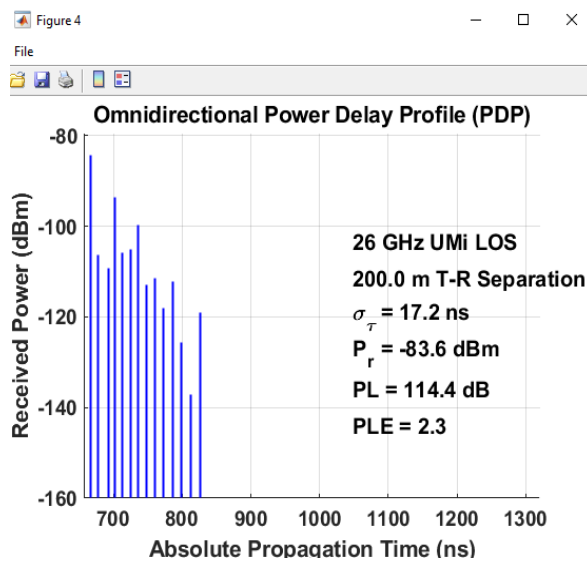 Figure 4
File
Omnidirectional Power Delay Profile (PDP)
-80
-100
-120
-140
-160
Received Power (dBm)
26 GHz UMi LOS
200.0 m T-R Separation
σ_τ = 17.2 ns
P_r = -83.6 dBm
PL = 114.4 dB
PLE = 2.3
700 800 900 1000 1100 1200 1300
Absolute Propagation Time (ns)